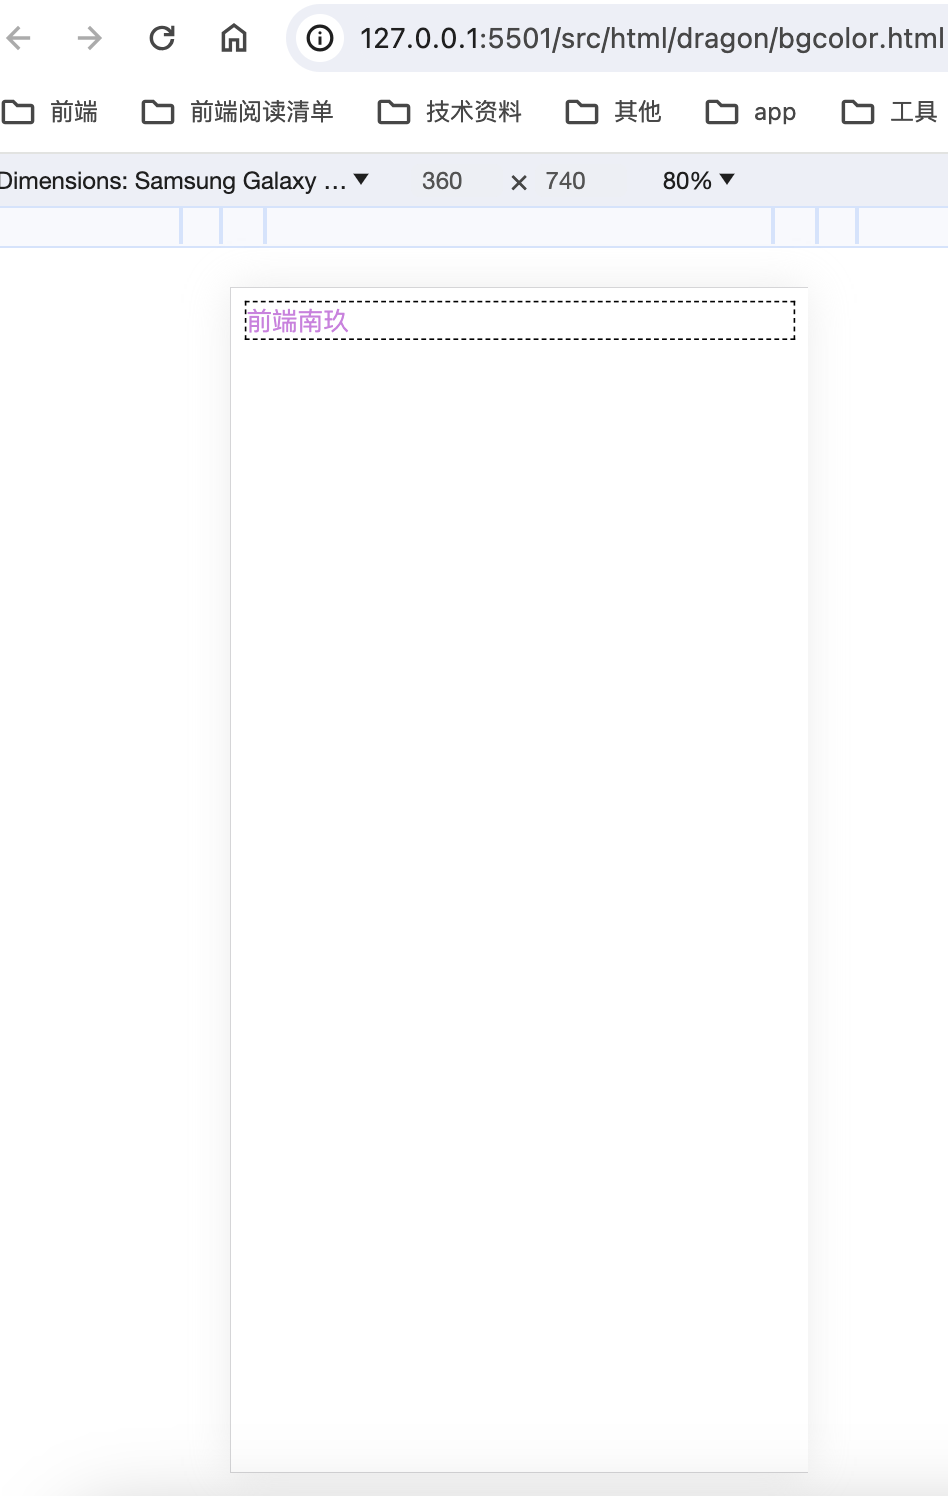 127.0.0.1:5501/src/html/dragon/bgcolor.html
前端 前端阅读清单 技术资料 其他 app 工具
Dimensions: Samsung Galaxy ... 360 × 740 80%
前端南玖